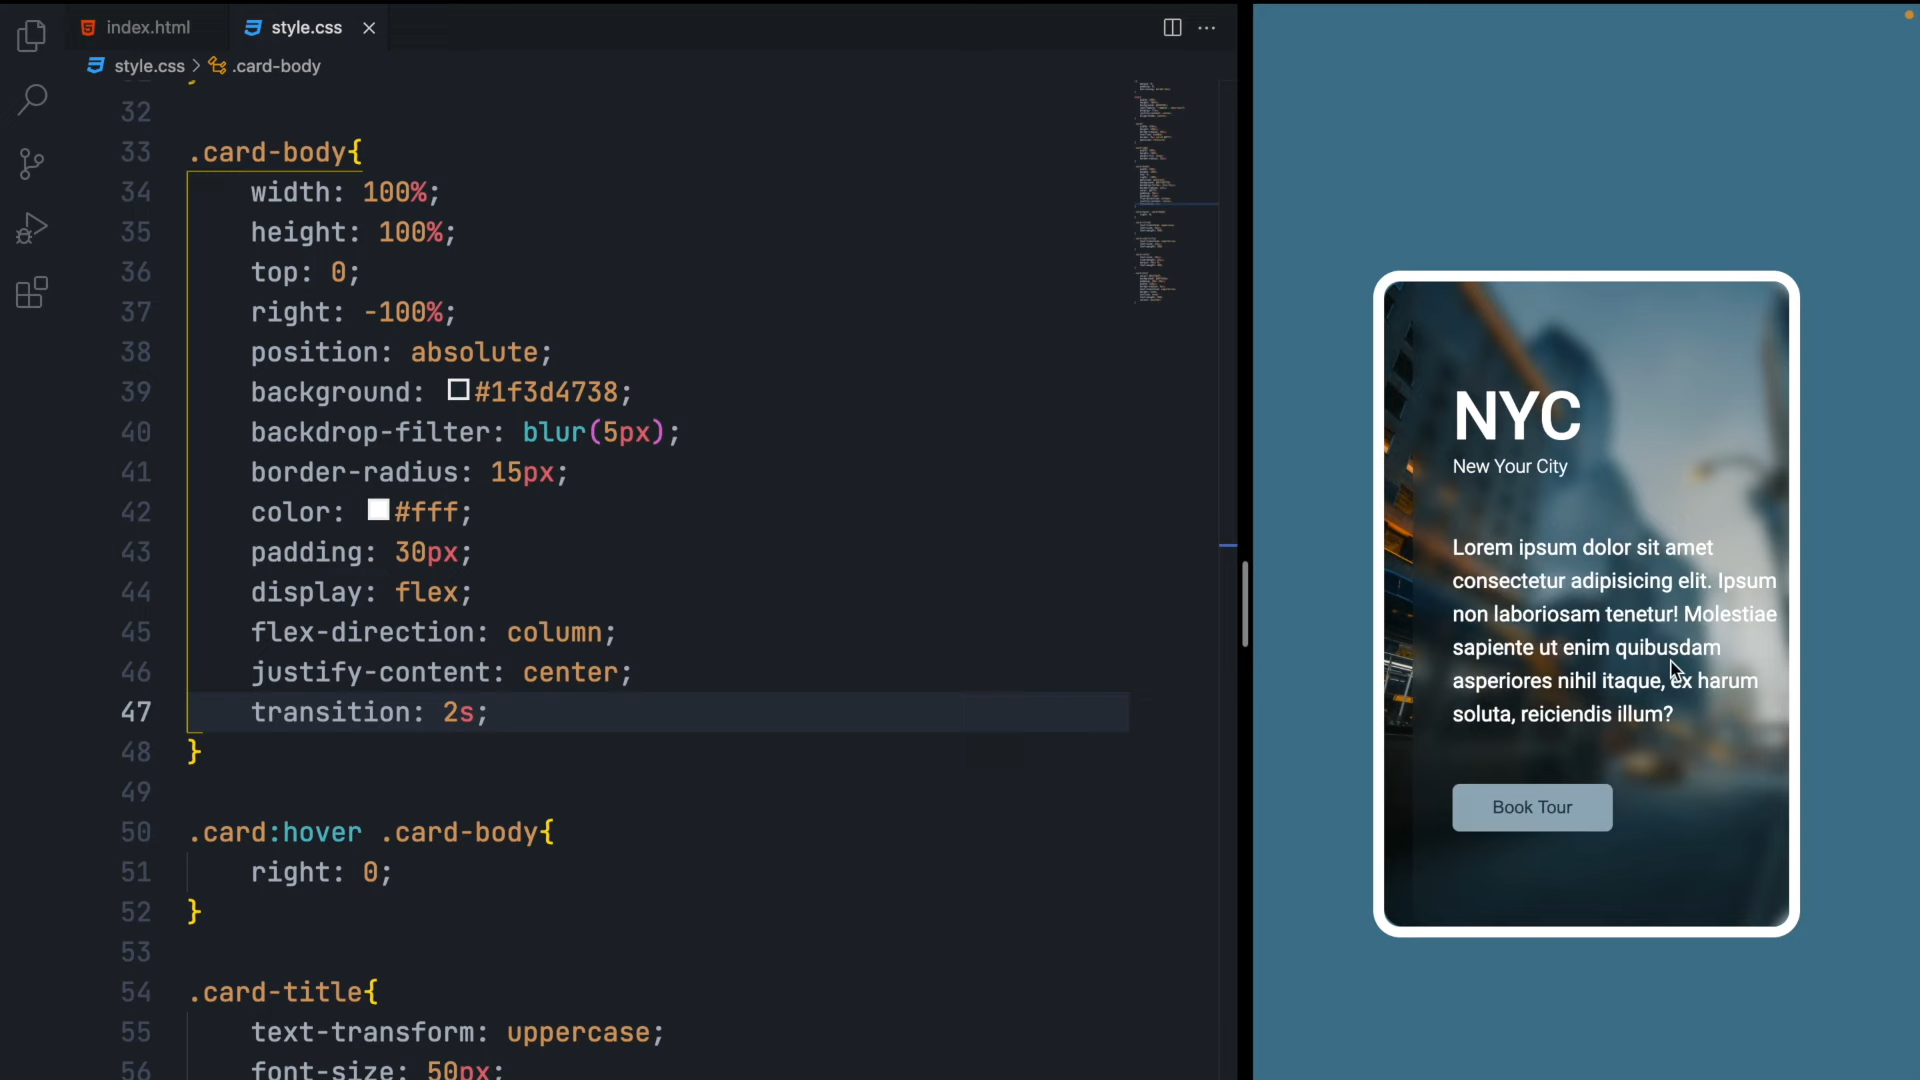 index.html
style.css
style.css > .card-body
32
33 .card-body{
34 width: 100%;
35 height: 100%;
36 top: 0;
37 right: -100%;
38 position: absolute;
39 background: #1f3d4738;
40 backdrop-filter: blur(5px);
41 border-radius: 15px;
42 color: #fff;
43 padding: 30px;
44 display: flex;
45 flex-direction: column;
46 justify-content: center;
47 transition: 2s;
48 }
49
50 .card:hover .card-body{
51 right: 0;
52 }
53
54 .card-title{
55 text-transform: uppercase;
56 font-size: 50px;
NYC
New Your City
Lorem ipsum dolor sit amet
consectetur adipisicing elit. Ipsum
non laboriosam tenetur! Molestiae
sapiente ut enim quibusdam
asperiores nihil itaque, ex harum
soluta, reiciendis illum?
Book Tour